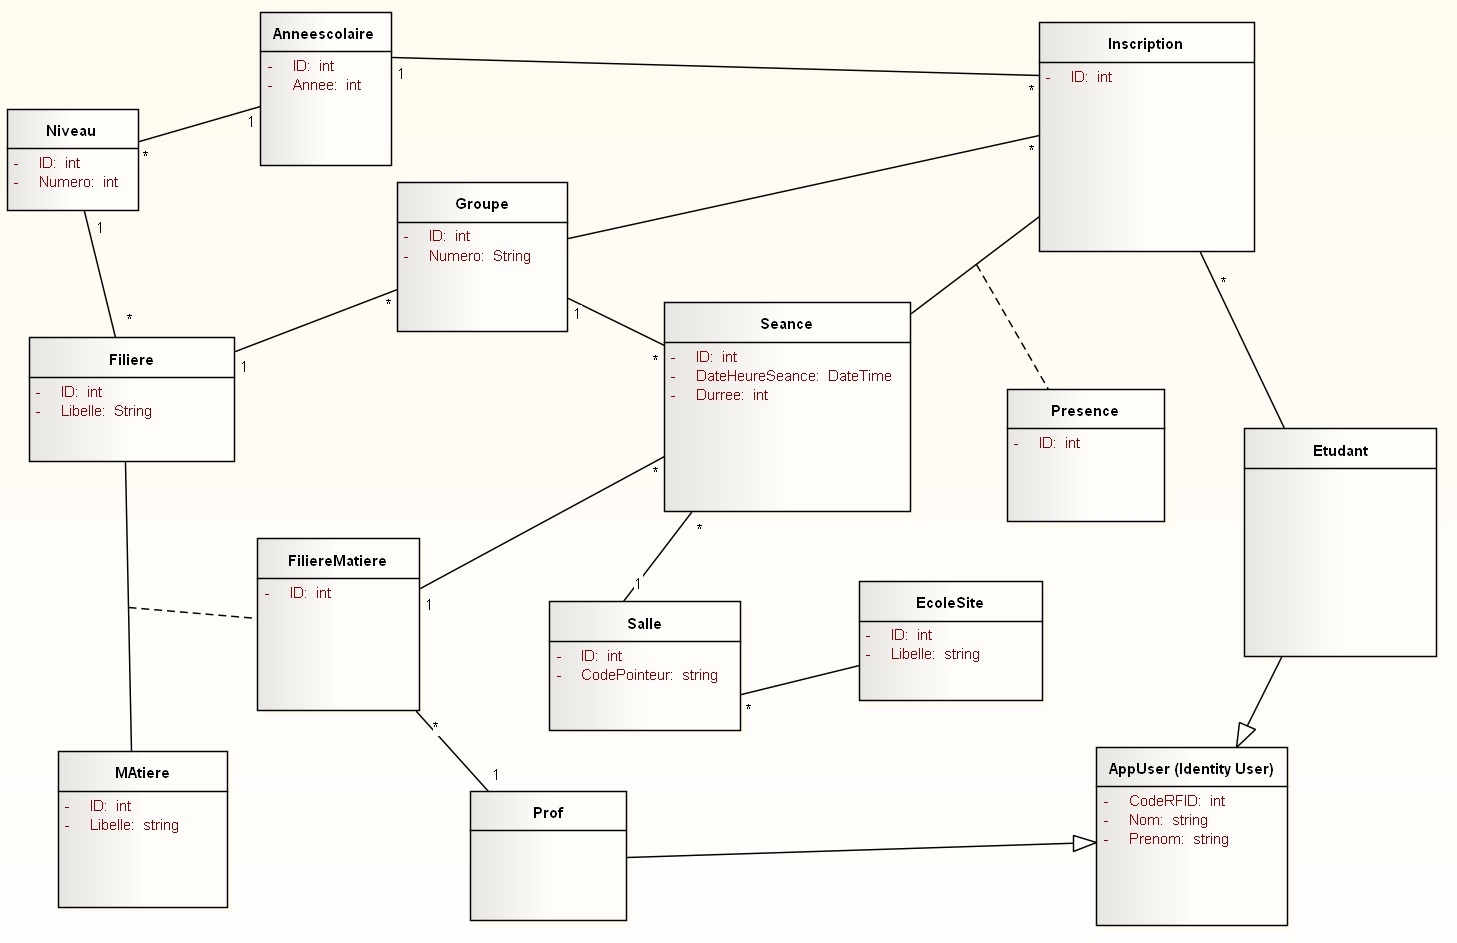 Anneescolaire
- ID: int
- Annee: int
1
*
1
Inscription
- ID: int
*
*
Niveau
- ID: int
- Numero: int
*
1
*
Groupe
- ID: int
- Numero: String
*
1
*
Filiere
- ID: int
- Libelle: String
1
Seance
- ID: int
- DateHeureSeance: DateTime
- Durree: int
*
*
Presence
- ID: int
Etudant
FiliereMatiere
- ID: int
1
*
1
Salle
- ID: int
- CodePointeur: string
*
EcoleSite
- ID: int
- Libelle: string
*
1
MAtiere
- ID: int
- Libelle: string
Prof
AppUser (Identity User)
- CodeRFID: int
- Nom: string
- Prenom: string